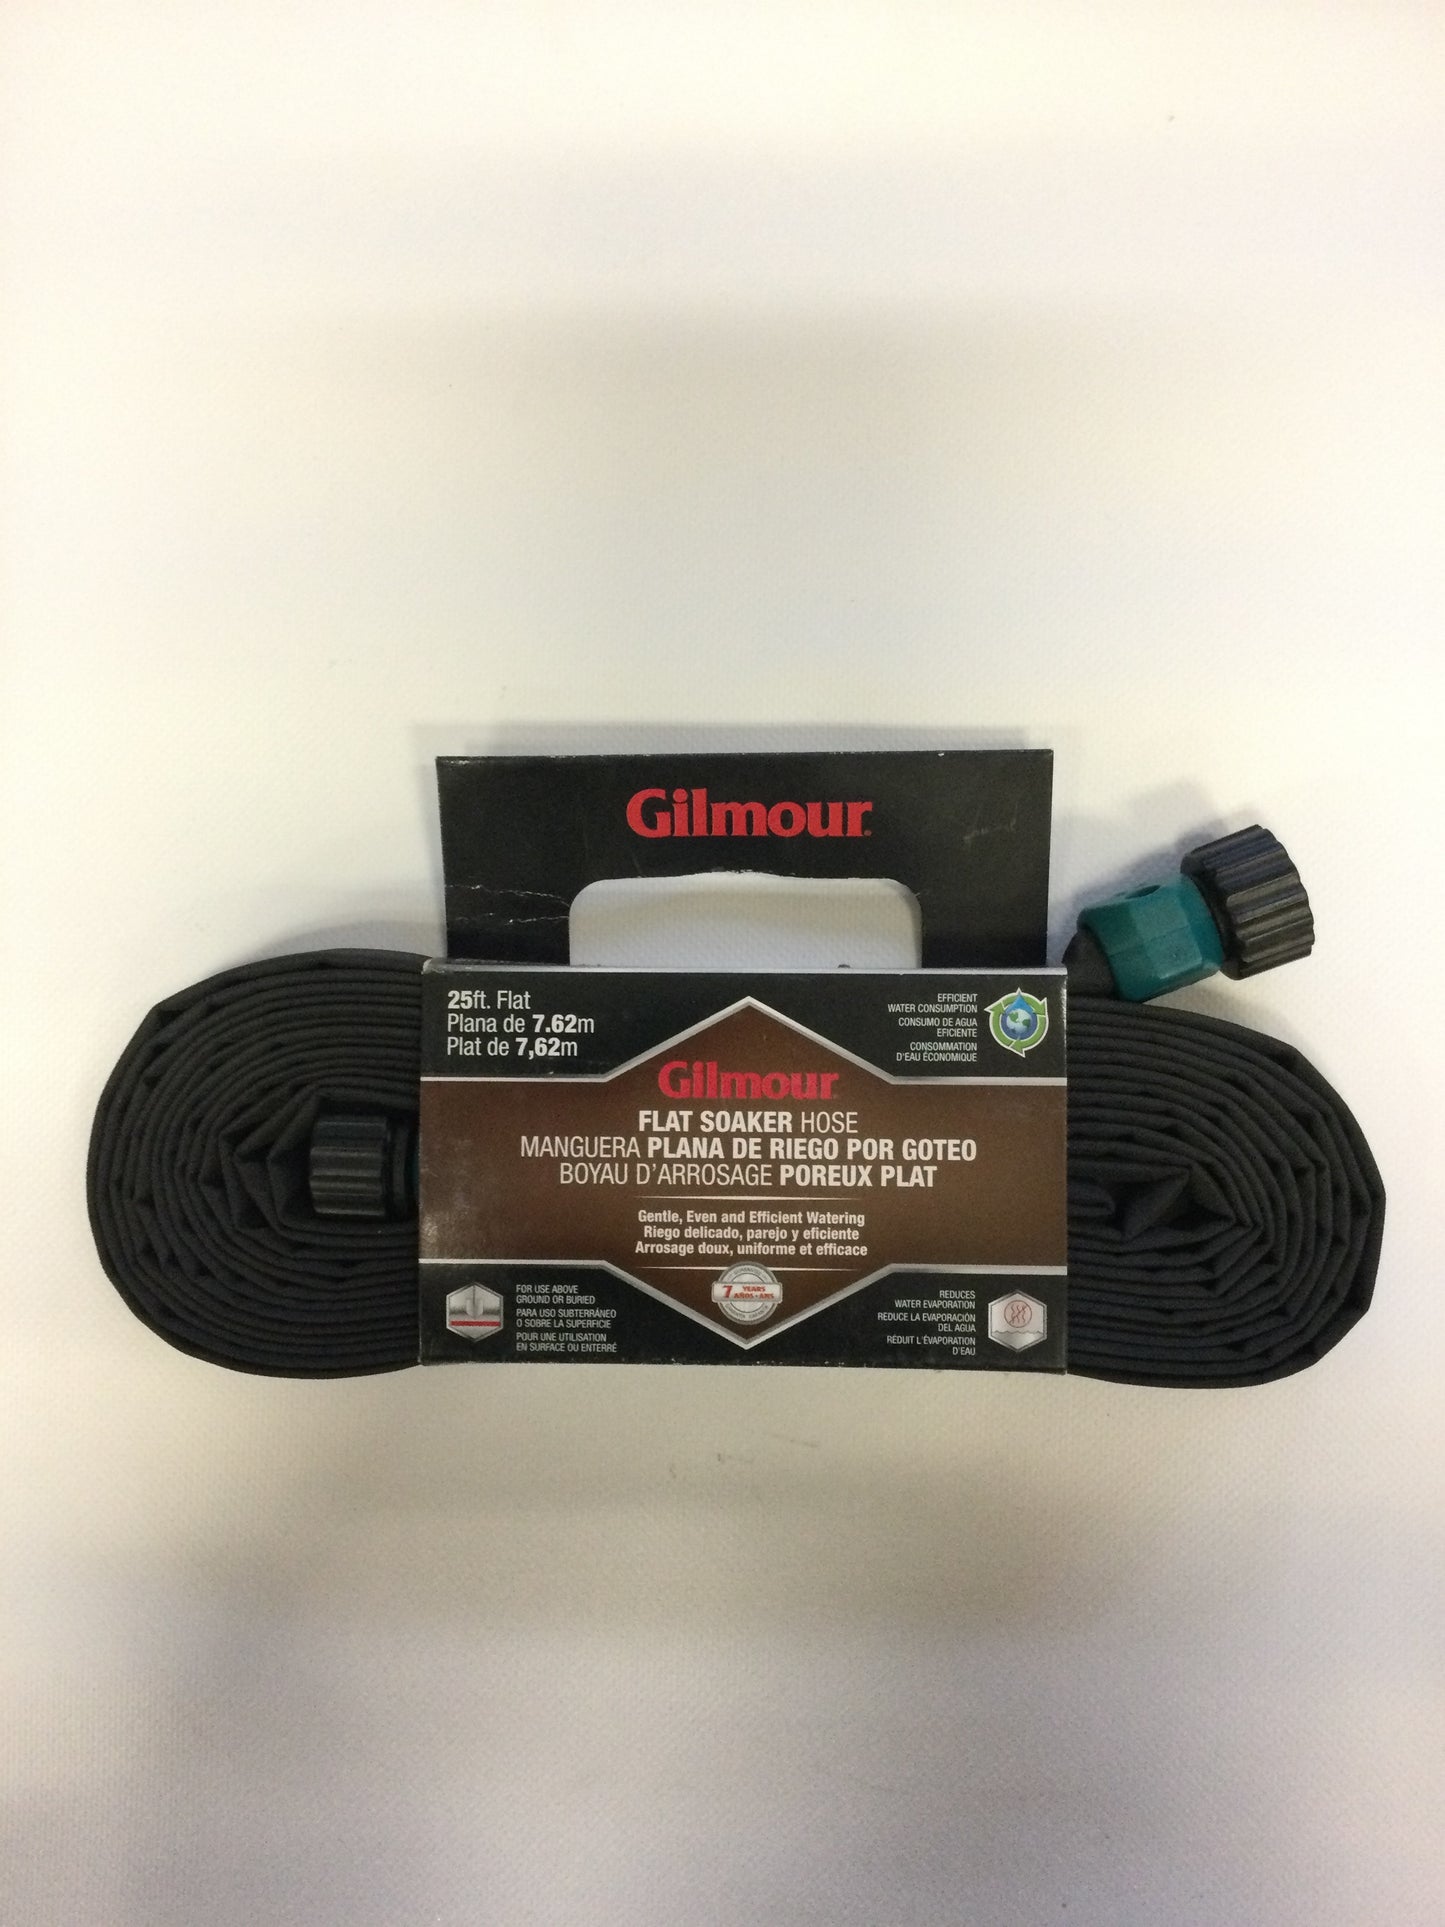 Gilmour
25ft. Flat
Plana de 7.62m
Plat de 7,62m
EFFICIENT
WATER CONSUMPTION
CONSUMO DE AGUA
EFICIENTE
CONSOMMATION
D'EAU ÉCONOMIQUE
Gilmour
FLAT SOAKER HOSE
MANGUERA PLANA DE RIEGO POR GOTEO
BOYAU D'ARROSAGE POREUX PLAT
Gentle, Even and Efficient Watering
Riego delicado, parejo y eficiente
Arrosage doux, uniforme et efficace
7 YEARS
AÑOS • ANS
FOR USE ABOVE
GROUND OR BURIED
PARA USO SUBTERRÁNEO
O SOBRE LA SUPERFICIE
POUR UNE UTILISATION
EN SURFACE OU ENTERRÉ
REDUCES
WATER EVAPORATION
REDUCE LA EVAPORACIÓN
DEL AGUA
RÉDUIT L'ÉVAPORATION
D'EAU